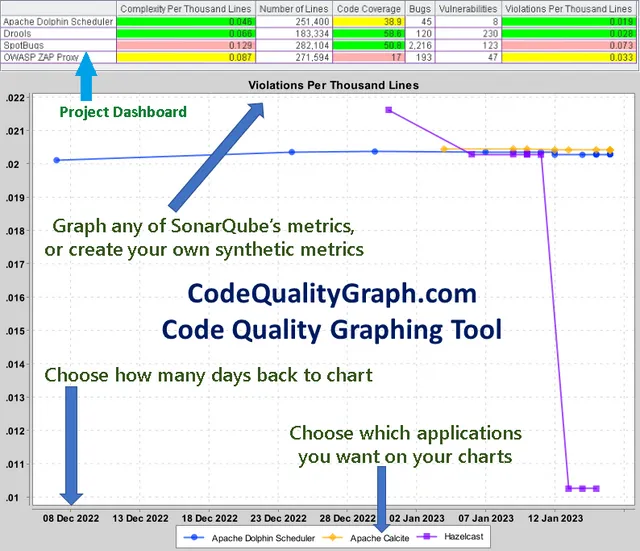 Complexity Per Thousand Lines Number of Lines Code Coverage Bugs Vulnerabilities Violations Per Thousand Lines
Apache Dolphin Scheduler 0.046 251,400 38.9 45 8 0.019
Drools 0.066 183,334 58.6 120 230 0.028
SpotBugs 0.129 282,104 50.8 2,216 123 0.073
OWASP ZAP Proxy 0.087 271,594 17 193 47 0.033
Project Dashboard
Violations Per Thousand Lines
.022
.021
.02
.019
.018
.017
.016
.015
.014
.013
.012
.011
.01
Graph any of SonarQube's metrics,
or create your own synthetic metrics
CodeQualityGraph.com
Code Quality Graphing Tool
Choose how many days back to chart
Choose which applications
you want on your charts
08 Dec 2022 13 Dec 2022 18 Dec 2022 23 Dec 2022 28 Dec 2022 02 Jan 2023 07 Jan 2023 12 Jan 2023
Apache Dolphin Scheduler Apache Calcite Hazelcast